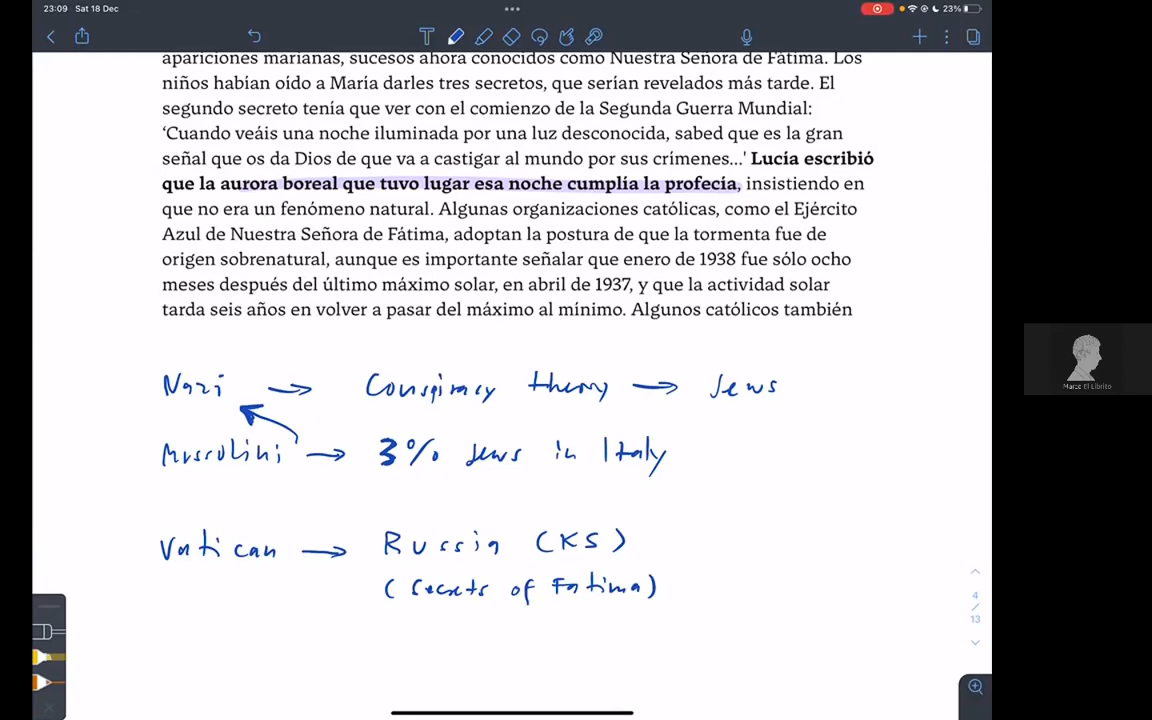 23:09 Sat 18 Dec
23%
apariciones marianas, sucesos ahora conocidos como Nuestra Señora de Fátima. Los
niños habían oído a María darles tres secretos, que serían revelados más tarde. El
segundo secreto tenía que ver con el comienzo de la Segunda Guerra Mundial:
‘Cuando veáis una noche iluminada por una luz desconocida, sabed que es la gran
señal que os da Dios de que va a castigar al mundo por sus crímenes...' Lucía escribió
que la aurora boreal que tuvo lugar esa noche cumplía la profecía, insistiendo en
que no era un fenómeno natural. Algunas organizaciones católicas, como el Ejército
Azul de Nuestra Señora de Fátima, adoptan la postura de que la tormenta fue de
origen sobrenatural, aunque es importante señalar que enero de 1938 fue sólo ocho
meses después del último máximo solar, en abril de 1937, y que la actividad solar
tarda seis años en volver a pasar del máximo al mínimo. Algunos católicos también
Nazi → Conspiracy theory → Jews
Mussolini → 3% Jews in Italy
Vatican → Russia (KS)
(Secrets of Fatima)
4
/
13
Marco El Librito